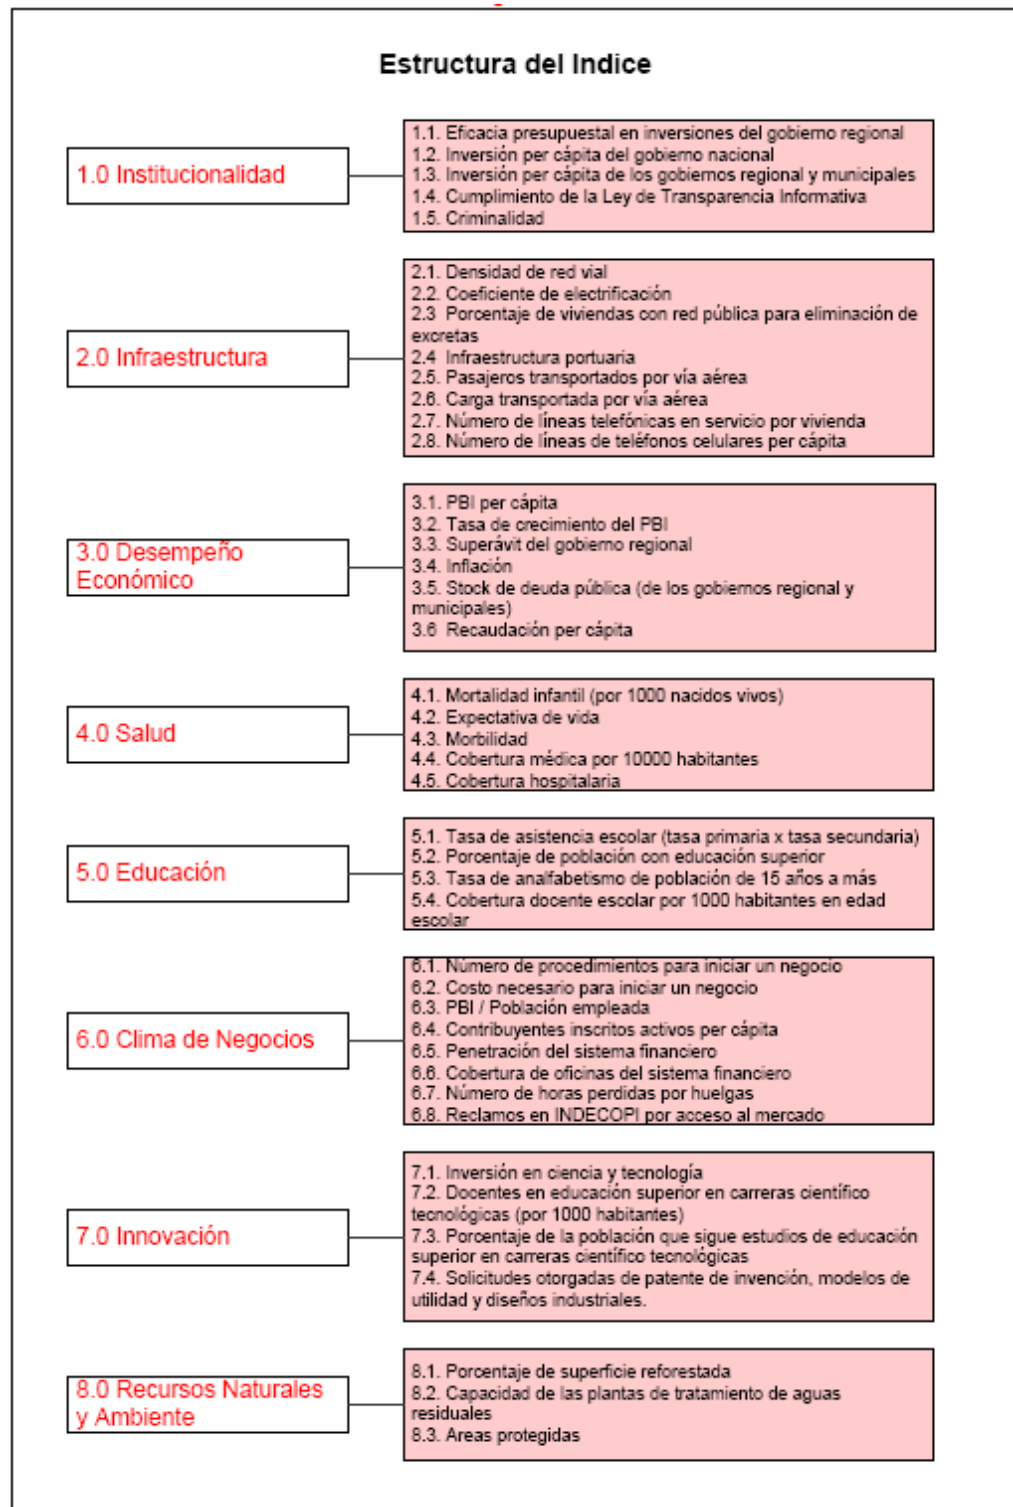 Estructura del Indice
1.0 Institucionalidad
1.1. Eficacia presupuestal en inversiones del gobierno regional
1.2. Inversión per cápita del gobierno nacional
1.3. Inversión per cápita de los gobiernos regional y municipales
1.4. Cumplimiento de la Ley de Transparencia Informativa
1.5. Criminalidad
2.0 Infraestructura
2.1. Densidad de red vial
2.2. Coeficiente de electrificación
2.3 Porcentaje de viviendas con red pública para eliminación de
excretas
2.4 Infraestructura portuaria
2.5. Pasajeros transportados por vía aérea
2.6. Carga transportada por vía aérea
2.7. Número de líneas telefónicas en servicio por vivienda
2.8. Número de líneas de teléfonos celulares per cápita
3.0 Desempeño
Económico
3.1. PBI per cápita
3.2. Tasa de crecimiento del PBI
3.3. Superávit del gobierno regional
3.4. Inflación
3.5. Stock de deuda pública (de los gobiernos regional y
municipales)
3.6 Recaudación per cápita
4.0 Salud
4.1. Mortalidad infantil (por 1000 nacidos vivos)
4.2. Expectativa de vida
4.3. Morbilidad
4.4. Cobertura médica por 10000 habitantes
4.5. Cobertura hospitalaria
5.0 Educación
5.1. Tasa de asistencia escolar (tasa primaria x tasa secundaria)
5.2. Porcentaje de población con educación superior
5.3. Tasa de analfabetismo de población de 15 años a más
5.4. Cobertura docente escolar por 1000 habitantes en edad
escolar
6.0 Clima de Negocios
6.1. Número de procedimientos para iniciar un negocio
6.2. Costo necesario para iniciar un negocio
6.3. PBI / Población empleada
6.4. Contribuyentes inscritos activos per cápita
6.5. Penetración del sistema financiero
6.6. Cobertura de oficinas del sistema financiero
6.7. Número de horas perdidas por huelgas
6.8. Reclamos en INDECOPI por acceso al mercado
7.0 Innovación
7.1. Inversión en ciencia y tecnología
7.2. Docentes en educación superior en carreras científico
tecnológicas (por 1000 habitantes)
7.3. Porcentaje de la población que sigue estudios de educación
superior en carreras científico tecnológicas
7.4. Solicitudes otorgadas de patente de invención, modelos de
utilidad y diseños industriales.
8.0 Recursos Naturales
y Ambiente
8.1. Porcentaje de superficie reforestada
8.2. Capacidad de las plantas de tratamiento de aguas
residuales
8.3. Areas protegidas